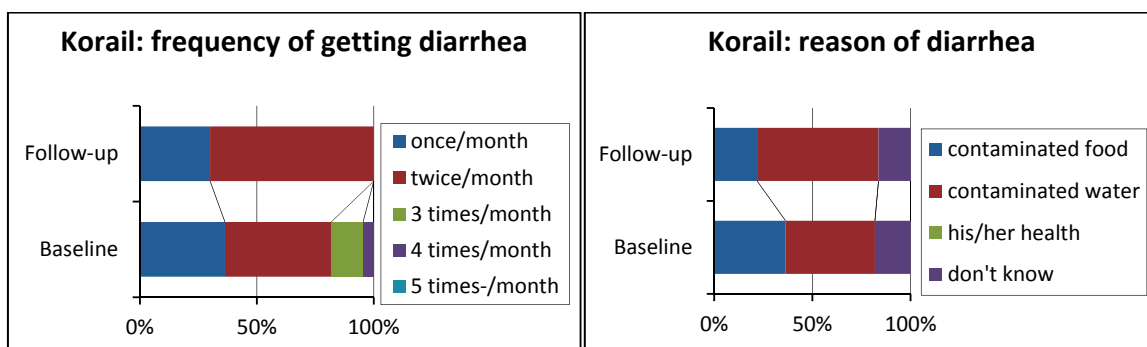 Korail: frequency of getting diarrhea
Follow-up
Baseline
0%
50%
100%
once/month
twice/month
3 times/month
4 times/month
5 times-/month
Korail: reason of diarrhea
Follow-up
Baseline
0%
50%
100%
contaminated food
contaminated water
his/her health
don't know